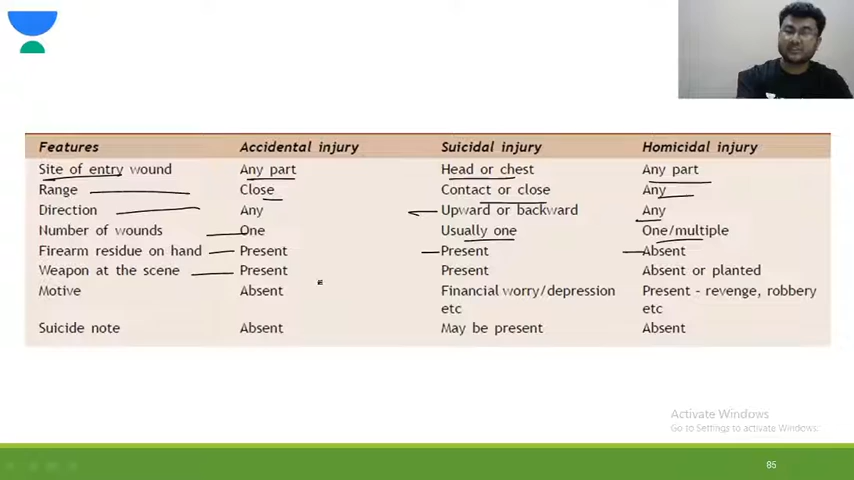 Features Accidental injury Suicidal injury Homicidal injury
Site of entry wound Any part Head or chest Any part
Range Close Contact or close Any
Direction Any Upward or backward Any
Number of wounds One Usually one One/multiple
Firearm residue on hand Present Present Absent
Weapon at the scene Present Present Absent or planted
Motive Absent Financial worry/depression Present - revenge, robbery
etc etc
Suicide note Absent May be present Absent
Activate Windows
Go to Settings to activate Windows.
85